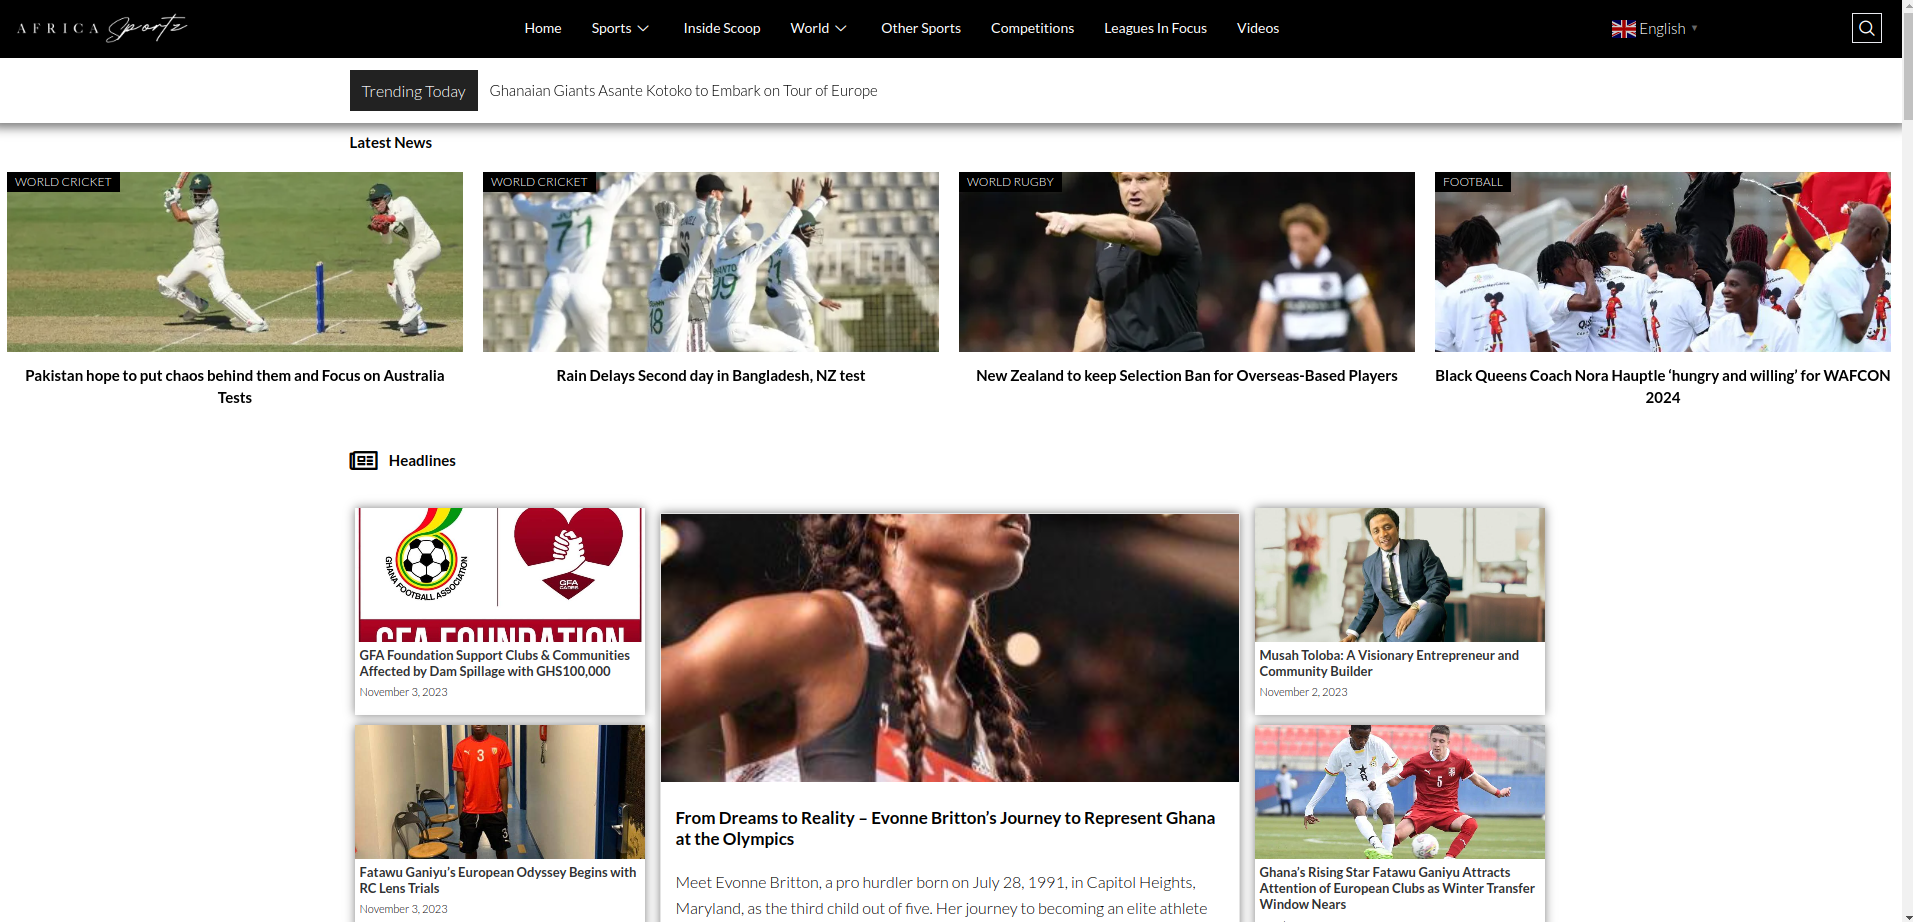 AFRICA Sportz
Home
Sports
Inside Scoop
World
Other Sports
Competitions
Leagues In Focus
Videos
English
Trending Today
Ghanaian Giants Asante Kotoko to Embark on Tour of Europe
Latest News
WORLD CRICKET
Pakistan hope to put chaos behind them and Focus on Australia
Tests
WORLD CRICKET
71
99
18
Rain Delays Second day in Bangladesh, NZ test
WORLD RUGBY
New Zealand to keep Selection Ban for Overseas-Based Players
FOOTBALL
Black Queens Coach Nora Hauptle ‘hungry and willing’ for WAFCON
2024
Headlines
GHANA FOOTBALL ASSOCIATION
GFA
CARES
GFA FOUNDATION
GFA Foundation Support Clubs & Communities
Affected by Dam Spillage with GHS100,000
November 3, 2023
3
3
Fatawu Ganiyu’s European Odyssey Begins with
RC Lens Trials
November 3, 2023
From Dreams to Reality – Evonne Britton’s Journey to Represent Ghana
at the Olympics
Meet Evonne Britton, a pro hurdler born on July 28, 1991, in Capitol Heights,
Maryland, as the third child out of five. Her journey to becoming an elite athlete
Musah Toloba: A Visionary Entrepreneur and
Community Builder
November 2, 2023
5
Ghana’s Rising Star Fatawu Ganiyu Attracts
Attention of European Clubs as Winter Transfer
Window Nears